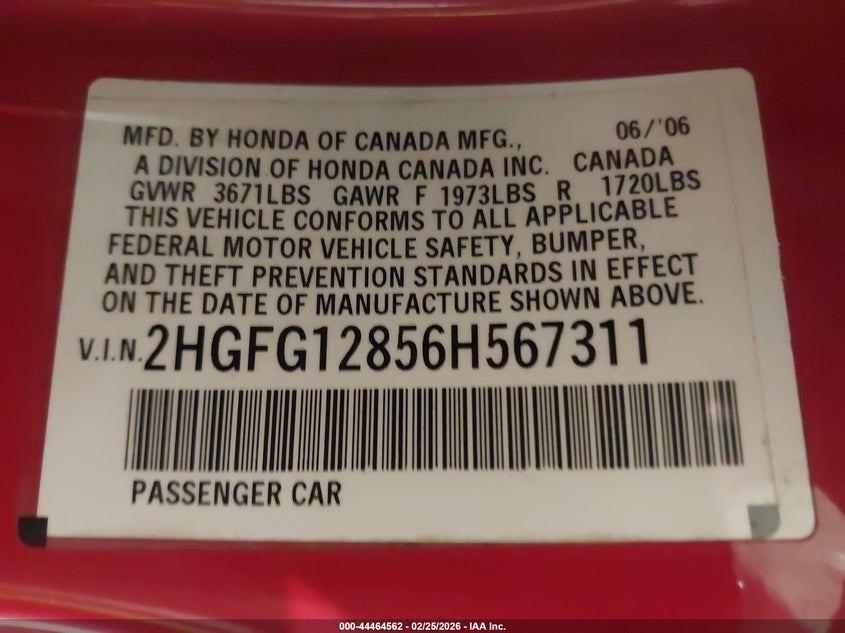 MFD. BY HONDA OF CANADA MFG., 06/'06
A DIVISION OF HONDA CANADA INC. CANADA
GVWR 3671LBS GAWR F 1973LBS R 1720LBS
THIS VEHICLE CONFORMS TO ALL APPLICABLE
FEDERAL MOTOR VEHICLE SAFETY, BUMPER,
AND THEFT PREVENTION STANDARDS IN EFFECT
ON THE DATE OF MANUFACTURE SHOWN ABOVE.
V.I.N. 2HGFG12856H567311
PASSENGER CAR
000-44464562 - 02/25/2026 - IAA Inc.